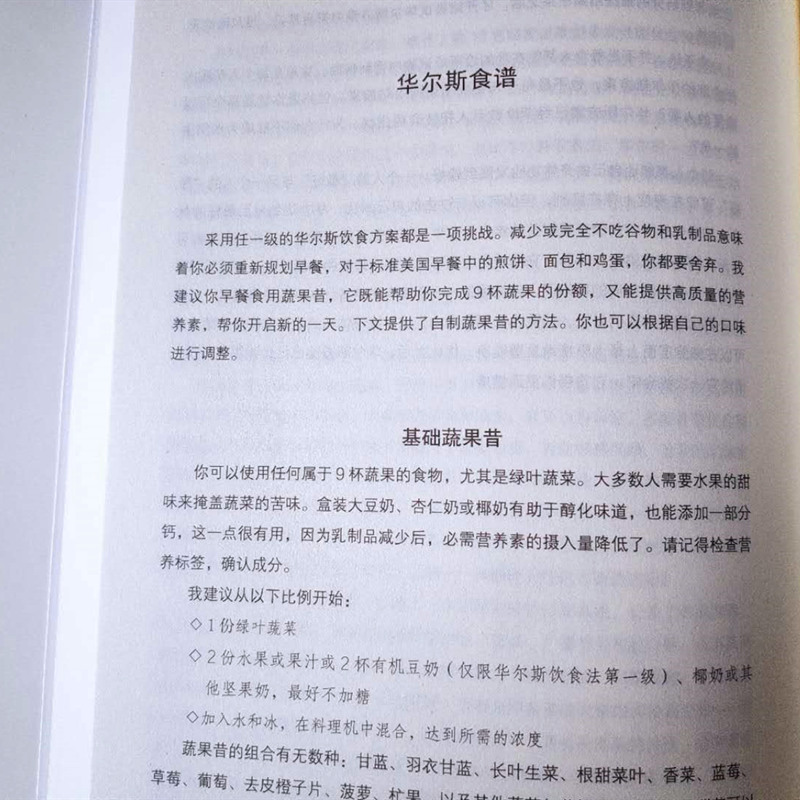 华尔斯食谱
采用任一级的华尔斯饮食方案都是一项挑战。减少或完全不吃谷物和乳制品意味
着你必须重新规划早餐，对于标准美国早餐中的煎饼、面包和鸡蛋，你都要舍弃。我
建议你早餐食用蔬果昔，它既能帮助你完成9杯蔬果的份额，又能提供高质量的营
养素，帮你开启新的一天。下文提供了自制蔬果昔的方法。你也可以根据自己的口味
进行调整。
基础蔬果昔
你可以使用任何属于9杯蔬果的食物，尤其是绿叶蔬菜。大多数人需要水果的甜
味来掩盖蔬菜的苦味。盒装大豆奶、杏仁奶或椰奶有助于醇化味道，也能添加一部分
钙，这一点很有用，因为乳制品减少后，必需营养素的摄入量降低了。请记得检查营
养标签，确认成分。
我建议从以下比例开始：
◇1份绿叶蔬菜
◇2份水果或果汁或2杯有机豆奶（仅限华尔斯饮食法第一级）、椰奶或其
他坚果奶，最好不加糖
◇加入水和冰，在料理机中混合，达到所需的浓度
蔬果昔的组合有无数种：甘蓝、羽衣甘蓝、长叶生菜、根甜菜叶、香菜、蓝莓、
草莓、葡萄、去皮橙子片、菠萝、杧果，以及其他蔬菜